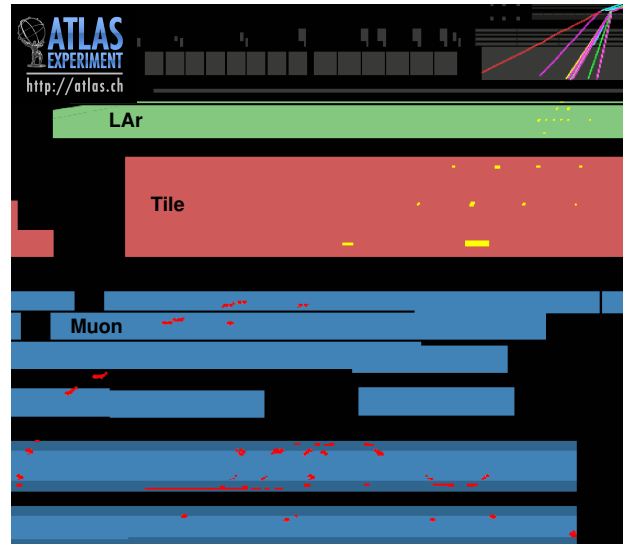 ATLAS
EXPERIMENT
http://atlas.ch
LAr
Tile
Muon